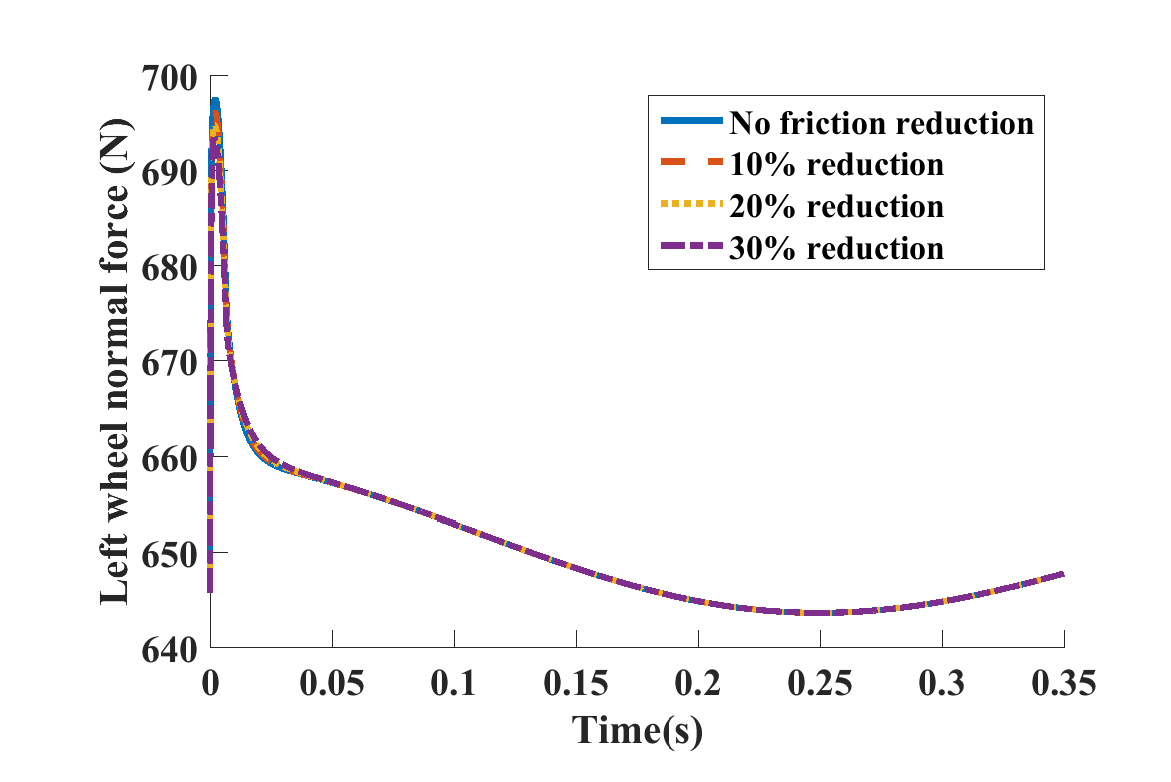 700
690
680
670
660
650
640
Left wheel normal force (N)
No friction reduction
10% reduction
20% reduction
30% reduction
0
0.05
0.1
0.15
0.2
0.25
0.3
0.35
Time(s)